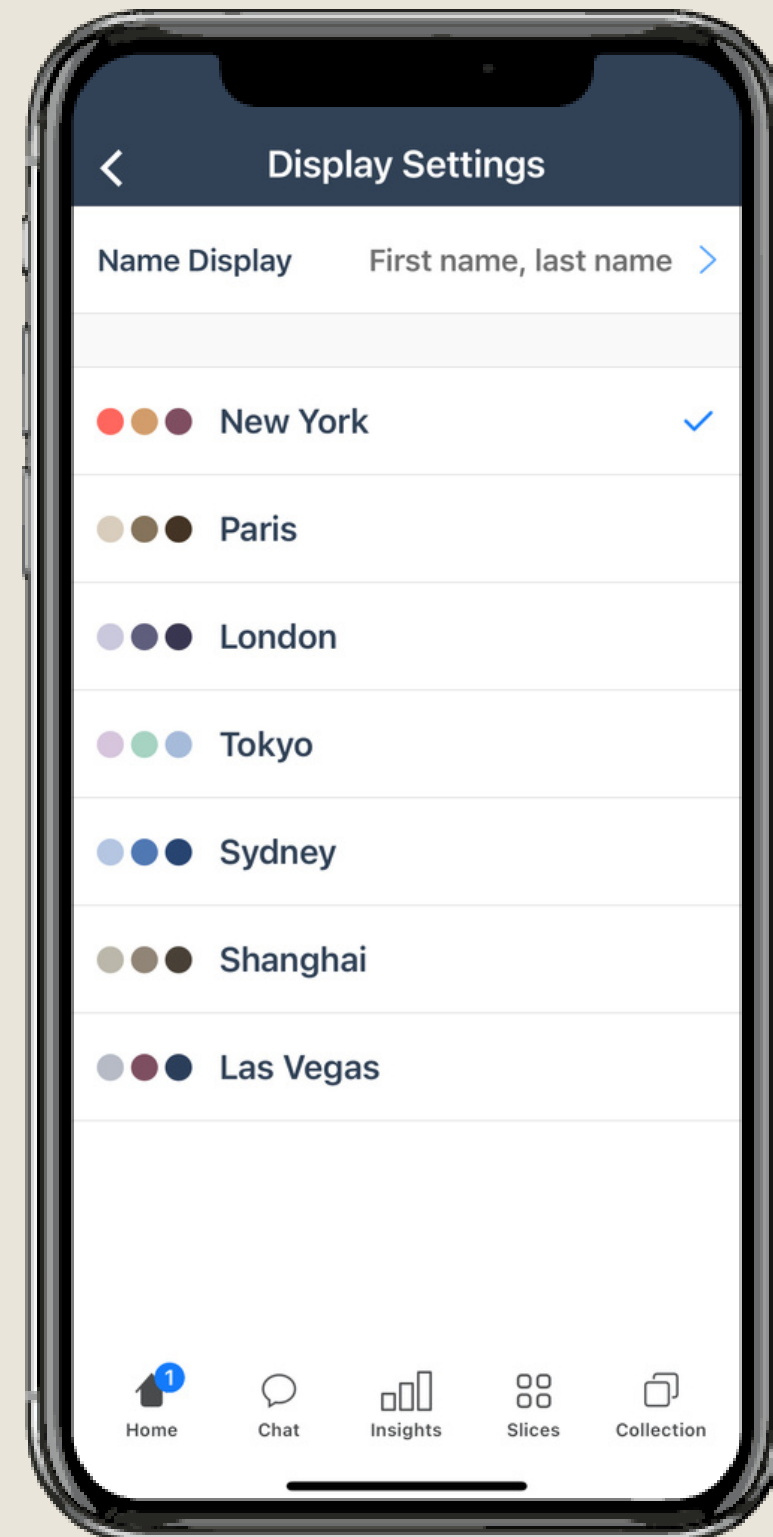 Display Settings
Name Display First name, last name
New York
Paris
London
Tokyo
Sydney
Shanghai
Las Vegas
1
Home Chat Insights Slices Collection